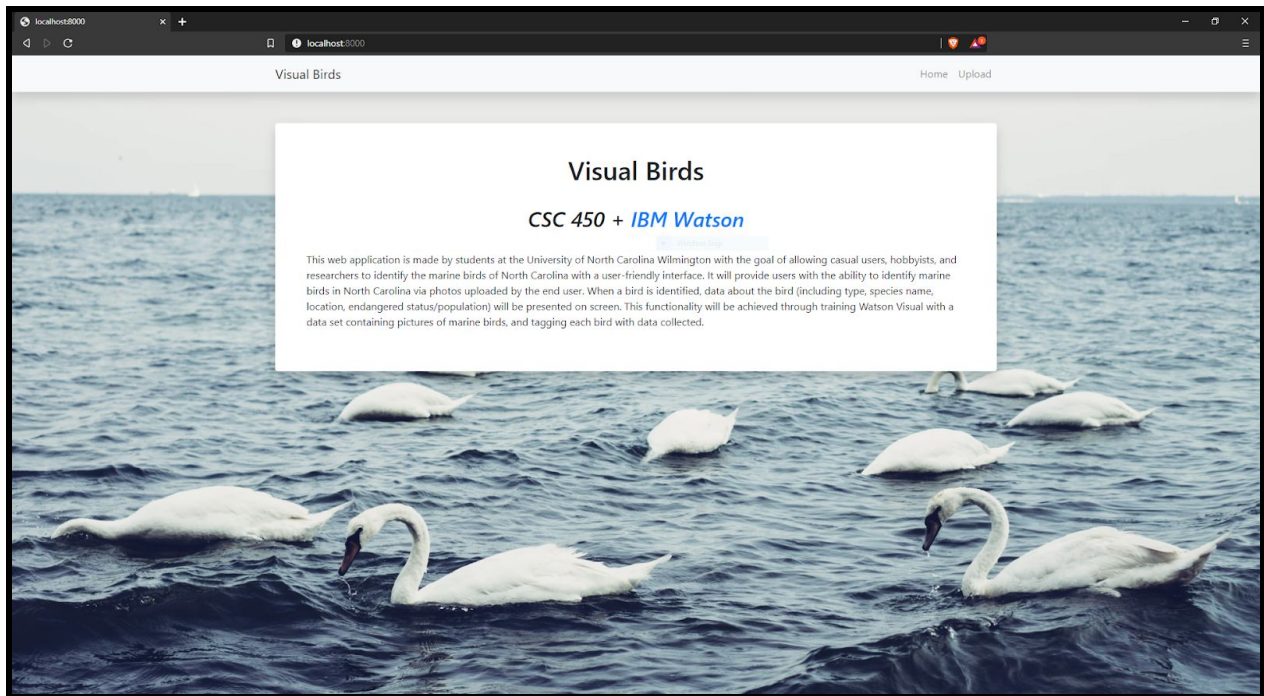 localhost:8000
localhost:8000
Visual Birds
Home Upload
Visual Birds
CSC 450 + IBM Watson
This web application is made by students at the University of North Carolina Wilmington with the goal of allowing casual users, hobbyists, and
researchers to identify the marine birds of North Carolina with a user-friendly interface. It will provide users with the ability to identify marine
birds in North Carolina via photos uploaded by the end user. When a bird is identified, data about the bird (including type, species name,
location, endangered status/population) will be presented on screen. This functionality will be achieved through training Watson Visual with a
data set containing pictures of marine birds, and tagging each bird with data collected.